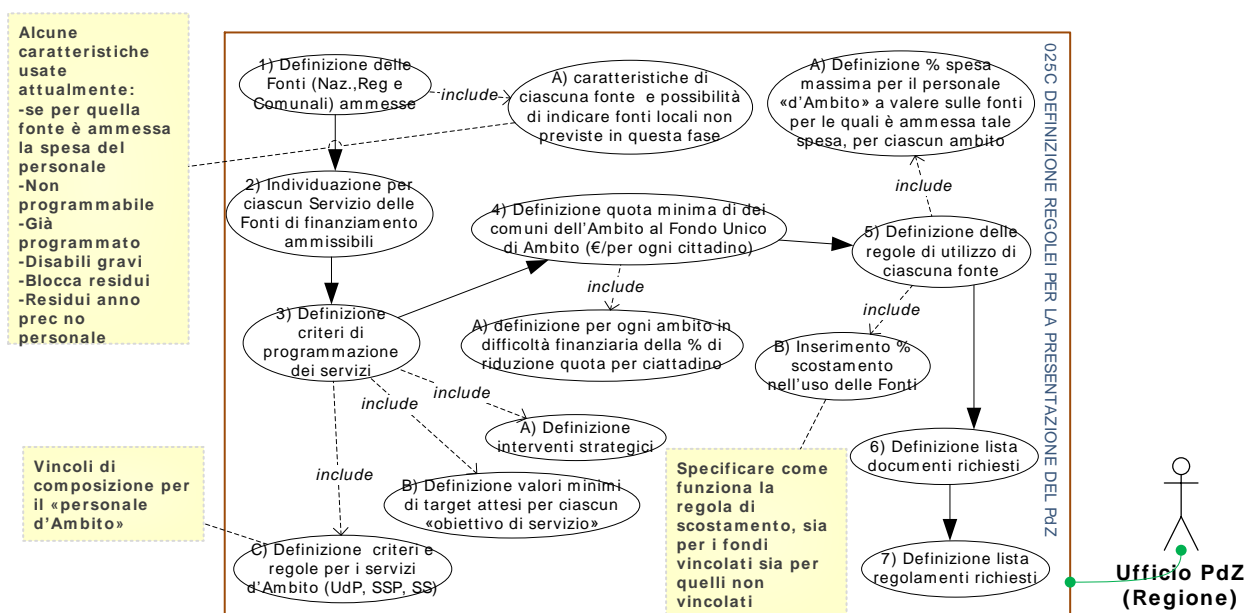 Alcune
caratteristiche
usate
attualmente:
-se per quella
fonte è ammessa
la spesa del
personale
-Non
programmabile
-Già
programmato
-Disabili gravi
-Blocca residui
-Residui anno
prec no
personale
1) Definizione delle
Fonti (Naz.,Reg e
Comunali) ammesse
include
A) caratteristiche di
ciascuna fonte e possibilità
di indicare fonti locali non
previste in questa fase
A) Definizione % spesa
massima per il personale
«d'Ambito» a valere sulle fonti
per le quali è ammessa tale
spesa, per ciascun ambito
025C DEFINIZIONE REGOLEI PER LA PRESENTAZIONE DEL PdZ
2) Individuazione per
ciascun Servizio delle
Fonti di finanziamento
ammissibili
include
4) Definizione quota minima di dei
comuni dell'Ambito al Fondo Unico
di Ambito (€/per ogni cittadino)
5) Definizione delle
regole di utilizzo di
ciascuna fonte
include
include
3) Definizione
criteri di
programmazione
dei servizi
A) definizione per ogni ambito in
difficoltà finanziaria della % di
riduzione quota per ciattadino
B) Inserimento %
scostamento
nell'uso delle Fonti
include
include
include
A) Definizione
interventi strategici
B) Definizione valori minimi
di target attesi per ciascun
«obiettivo di servizio»
C) Definizione criteri e
regole per i servizi
d'Ambito (UdP, SSP, SS)
Vincoli di
composizione per
il «personale
d'Ambito»
Specificare come
funziona la
regola di
scostamento, sia
per i fondi
vincolati sia per
quelli non
vincolati
6) Definizione lista
documenti richiesti
7) Definizione lista
regolamenti richiesti
Ufficio PdZ
(Regione)